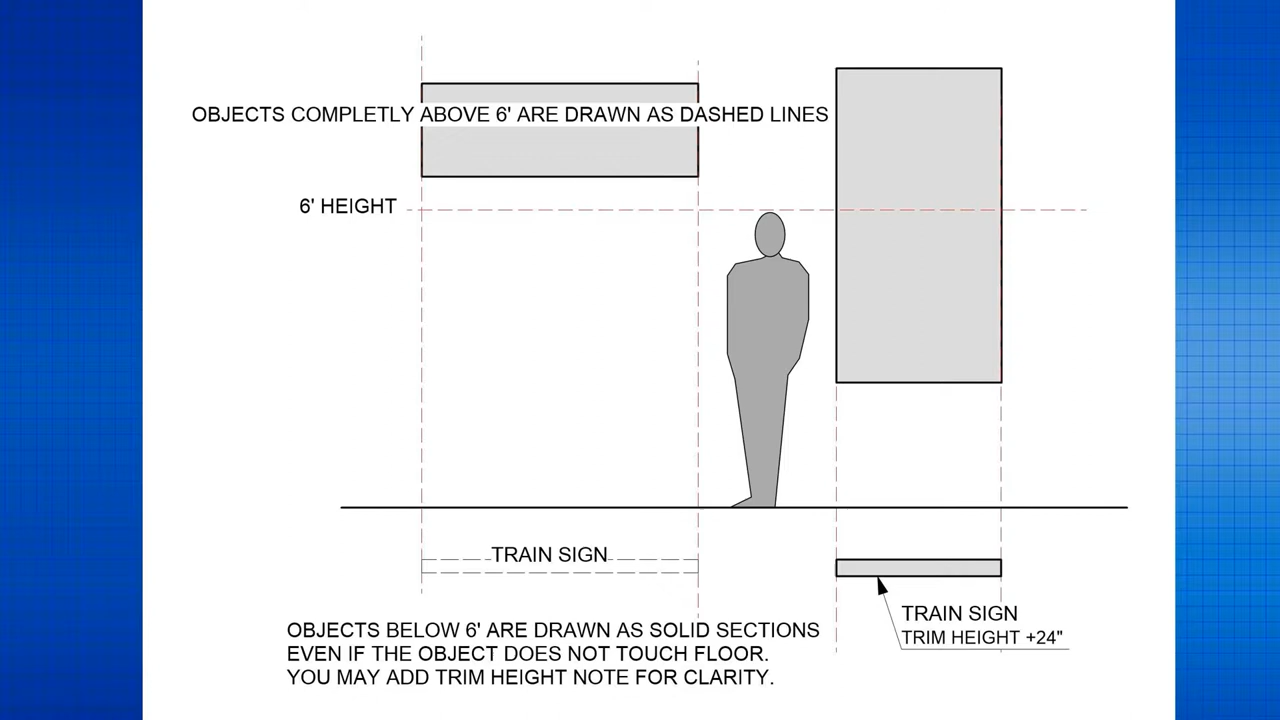 OBJECTS COMPLETLY ABOVE 6' ARE DRAWN AS DASHED LINES
6' HEIGHT
TRAIN SIGN
TRAIN SIGN
TRIM HEIGHT +24"
OBJECTS BELOW 6' ARE DRAWN AS SOLID SECTIONS
EVEN IF THE OBJECT DOES NOT TOUCH FLOOR.
YOU MAY ADD TRIM HEIGHT NOTE FOR CLARITY.